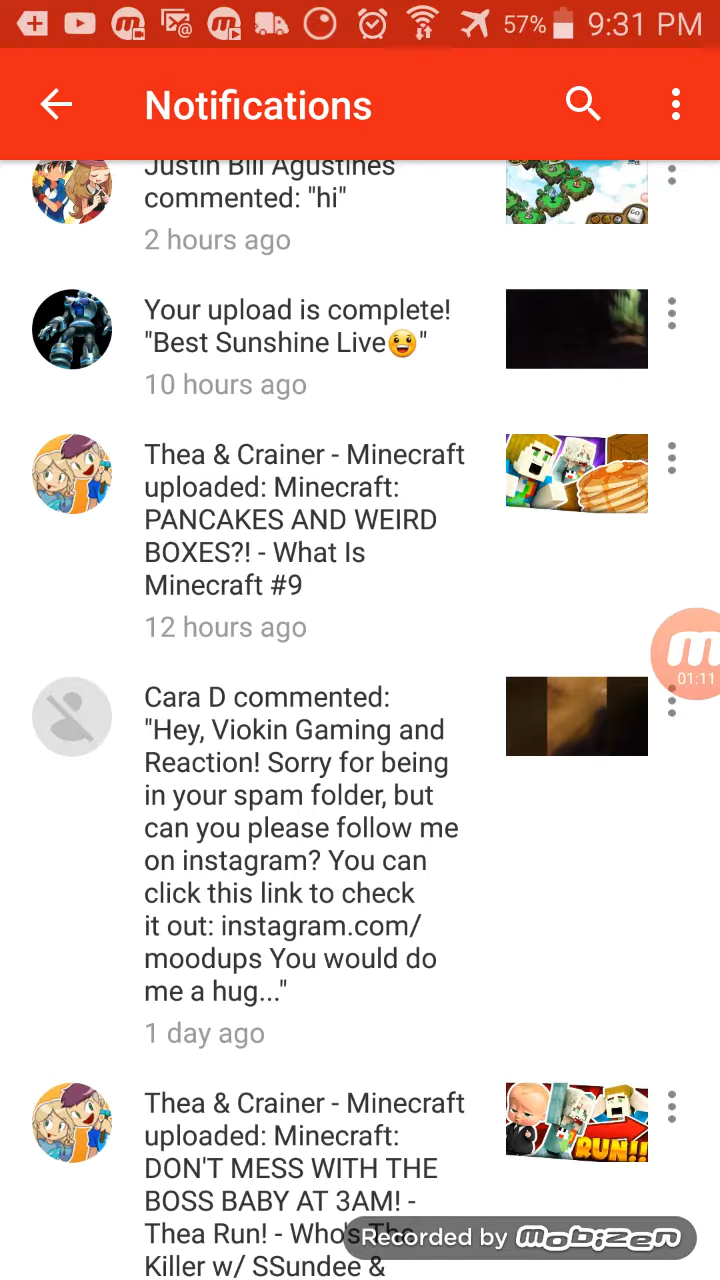 57% 9:31 PM
Notifications
Justin Bill Agustines
commented: "hi"
2 hours ago
Your upload is complete!
"Best Sunshine Live😀"
10 hours ago
Thea & Crainer - Minecraft
uploaded: Minecraft:
PANCAKES AND WEIRD
BOXES?! - What Is
Minecraft #9
12 hours ago
01:11
Cara D commented:
"Hey, Viokin Gaming and
Reaction! Sorry for being
in your spam folder, but
can you please follow me
on instagram? You can
click this link to check
it out: instagram.com/
moodups You would do
me a hug..."
1 day ago
Thea & Crainer - Minecraft
uploaded: Minecraft:
DON'T MESS WITH THE
BOSS BABY AT 3AM! -
Thea Run! - Who's The
Killer w/ SSundee &
RUN!!
Recorded by mobizen